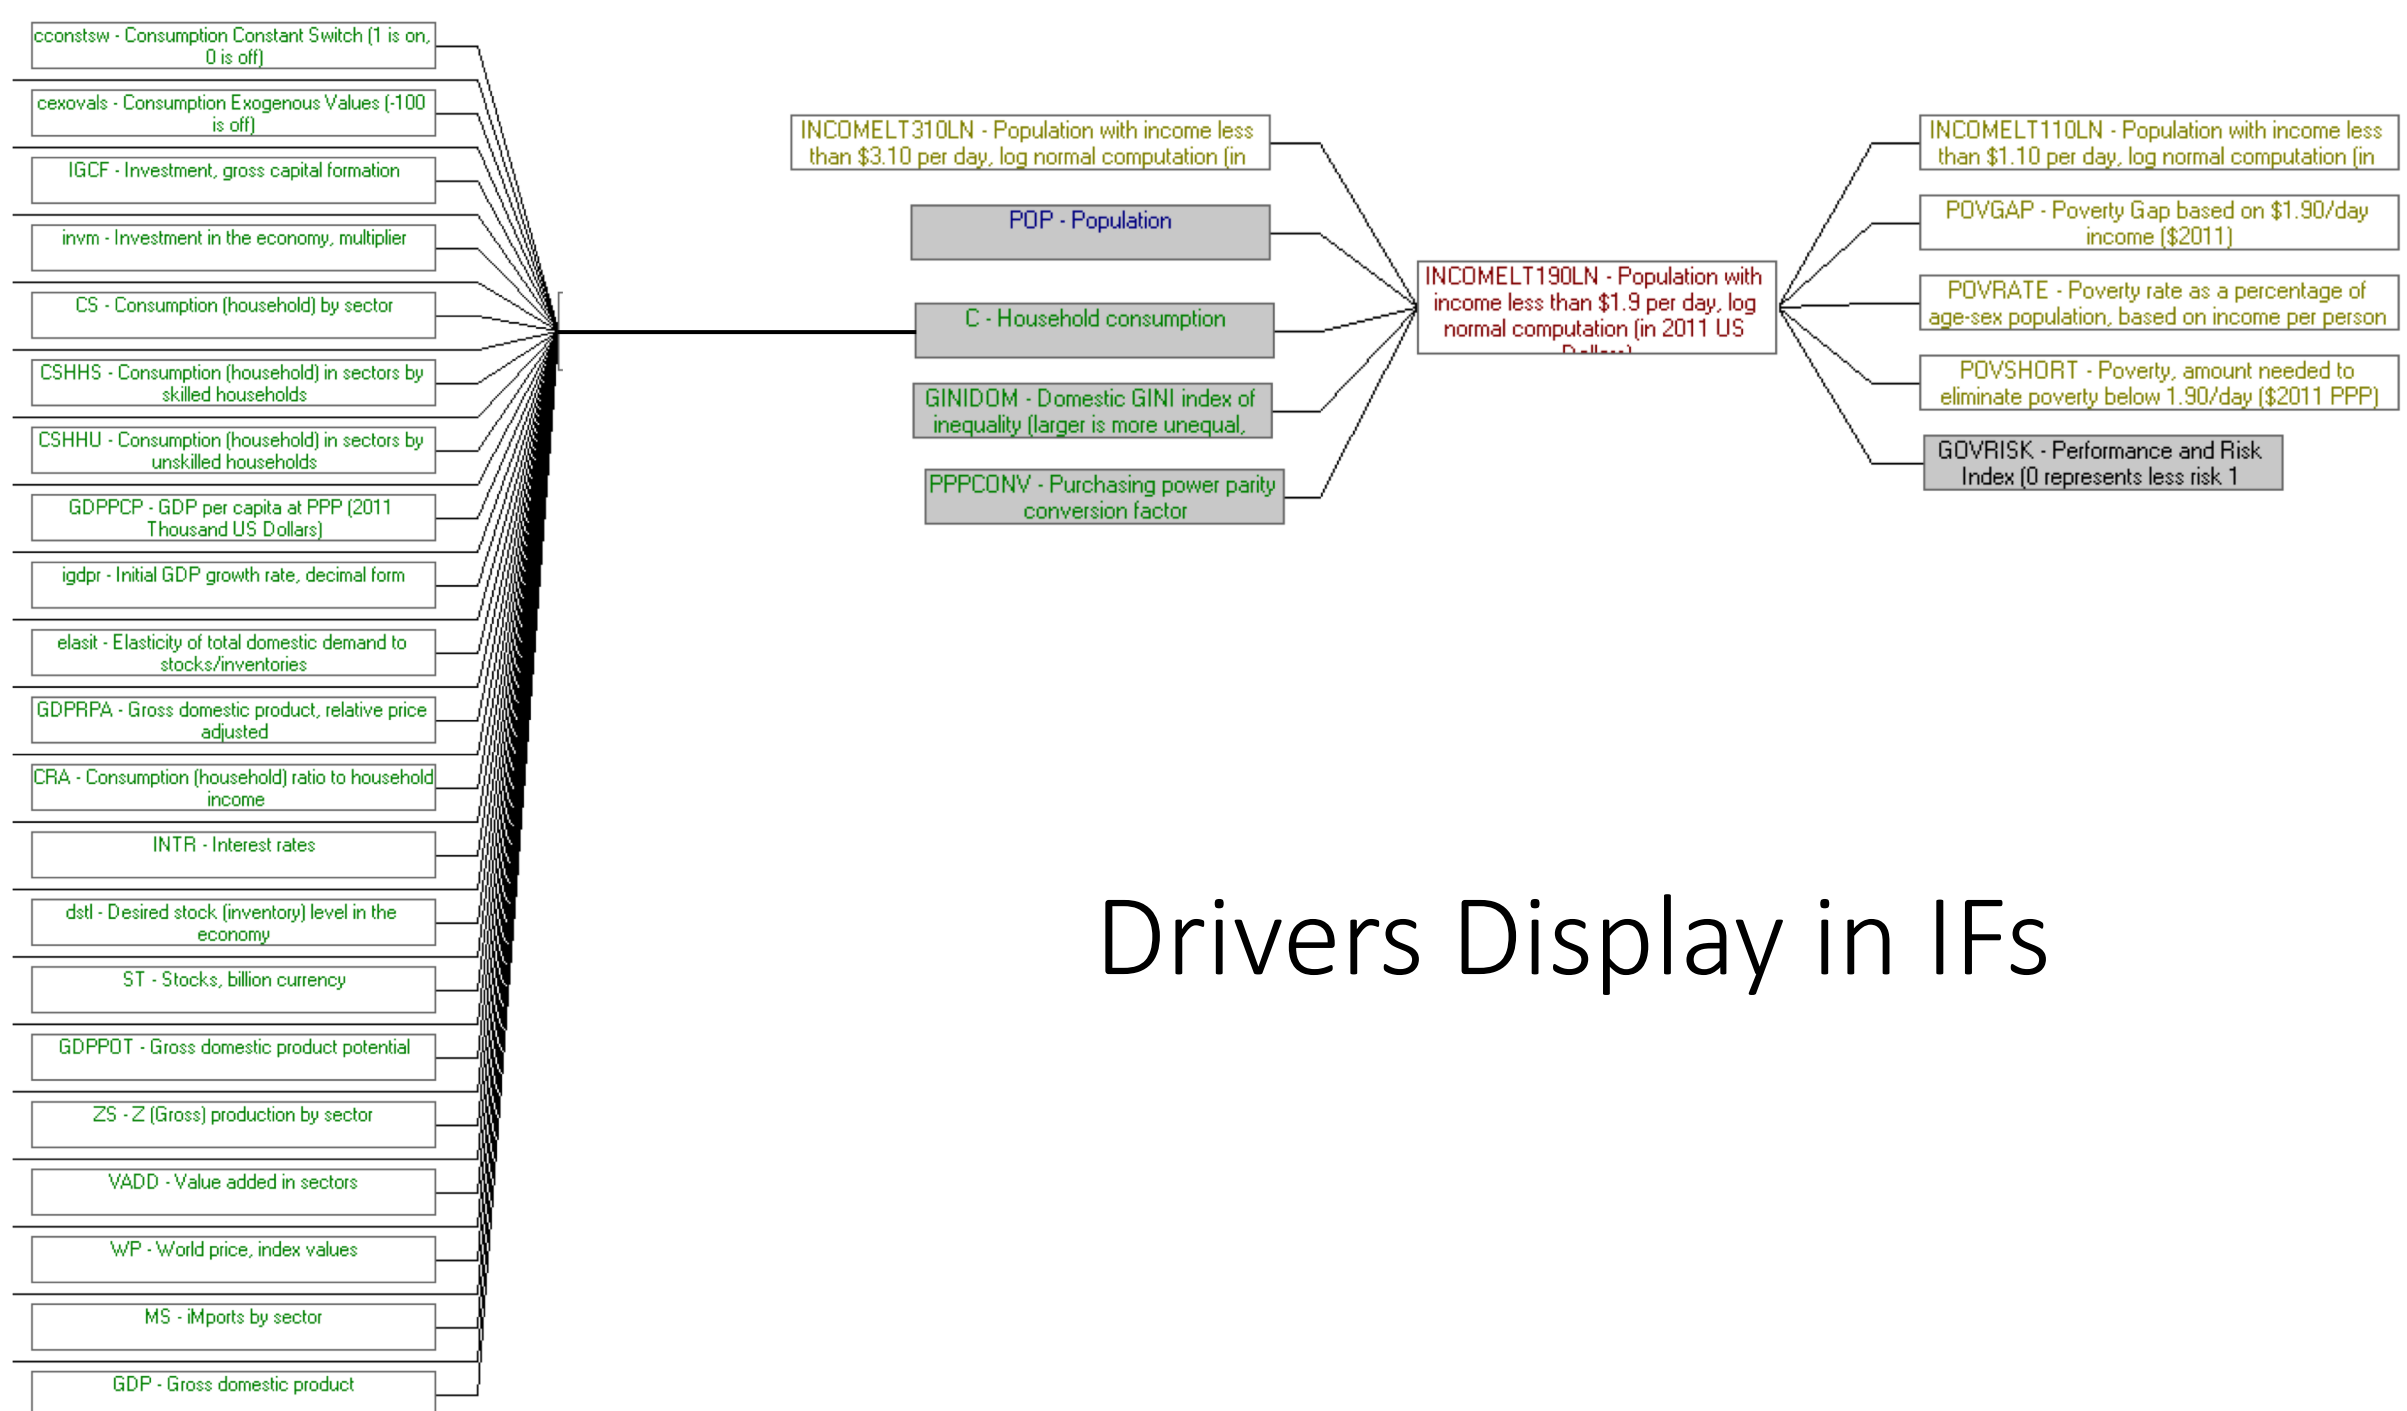 cconstsw - Consumption Constant Switch (1 is on,
0 is off)
cexovals - Consumption Exogenous Values (-100
is off)
IGCF - Investment, gross capital formation
invm - Investment in the economy, multiplier
CS - Consumption (household) by sector
CSHHS - Consumption (household) in sectors by
skilled households
CSHHU - Consumption (household) in sectors by
unskilled households
GDPPCP - GDP per capita at PPP (2011
Thousand US Dollars)
igdpr - Initial GDP growth rate, decimal form
elasit - Elasticity of total domestic demand to
stocks/inventories
GDPRPA - Gross domestic product, relative price
adjusted
CRA - Consumption (household) ratio to household
income
INTR - Interest rates
dstl - Desired stock (inventory) level in the
economy
ST - Stocks, billion currency
GDPPOT - Gross domestic product potential
ZS - Z (Gross) production by sector
VADD - Value added in sectors
WP - World price, index values
MS - iMports by sector
GDP - Gross domestic product
INCOMELT310LN - Population with income less
than $3.10 per day, log normal computation (in
POP - Population
C - Household consumption
GINIDOM - Domestic GINI index of
inequality (larger is more unequal,
PPPCONV - Purchasing power parity
conversion factor
INCOMELT190LN - Population with
income less than $1.9 per day, log
normal computation (in 2011 US
Dollars)
INCOMELT110LN - Population with income less
than $1.10 per day, log normal computation (in
POVGAP - Poverty Gap based on $1.90/day
income ($2011)
POVRATE - Poverty rate as a percentage of
age-sex population, based on income per person
POVSHORT - Poverty, amount needed to
eliminate poverty below 1.90/day ($2011 PPP)
GOVRISK - Performance and Risk
Index (0 represents less risk 1
Drivers Display in IFs